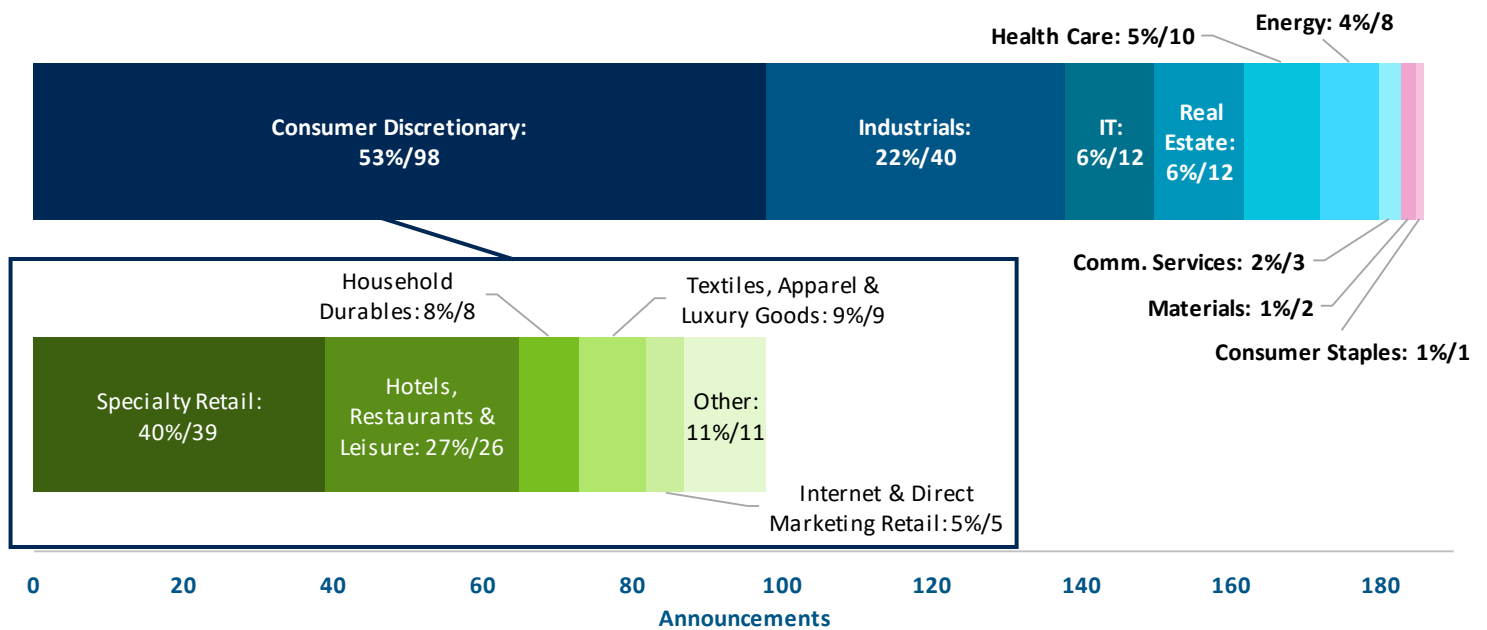 Energy: 4%/8
Health Care: 5%/10
Consumer Discretionary:
53%/98
Industrials:
22%/40
IT:
6%/12
Real
Estate:
6%/12
Comm. Services: 2%/3
Materials: 1%/2
Consumer Staples: 1%/1
Household
Durables: 8%/8
Textiles, Apparel &
Luxury Goods: 9%/9
Specialty Retail:
40%/39
Hotels,
Restaurants &
Leisure: 27%/26
Other:
11%/11
Internet & Direct
Marketing Retail: 5%/5
0 20 40 60 80 100 120 140 160 180
Announcements